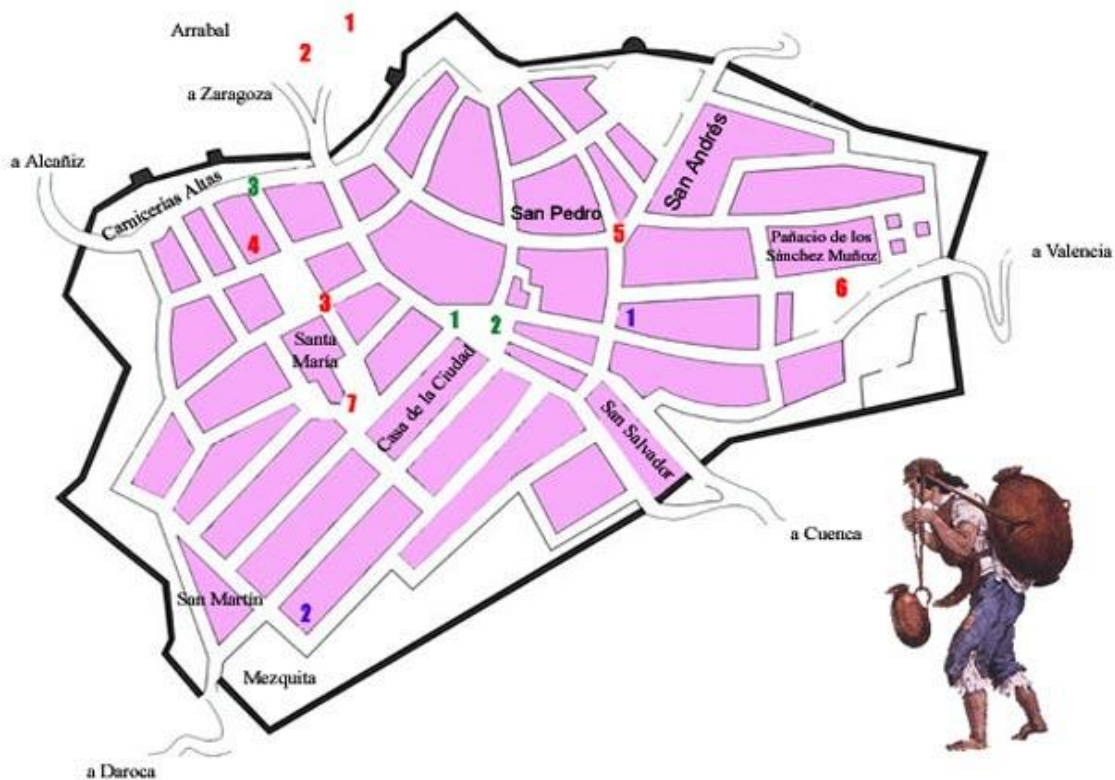 1
Arrabal
2
a Zaragoza
a Alcañiz
Carnicerías Altas
3
San Andrés
San Pedro
4
5
Pañacio de los
Sánchez Muñoz
a Valencia
6
3
1
2
1
Santa
María
Casa de la Ciudad
7
San Salvador
a Cuenca
San Martín
2
Mezquita
a Daroca